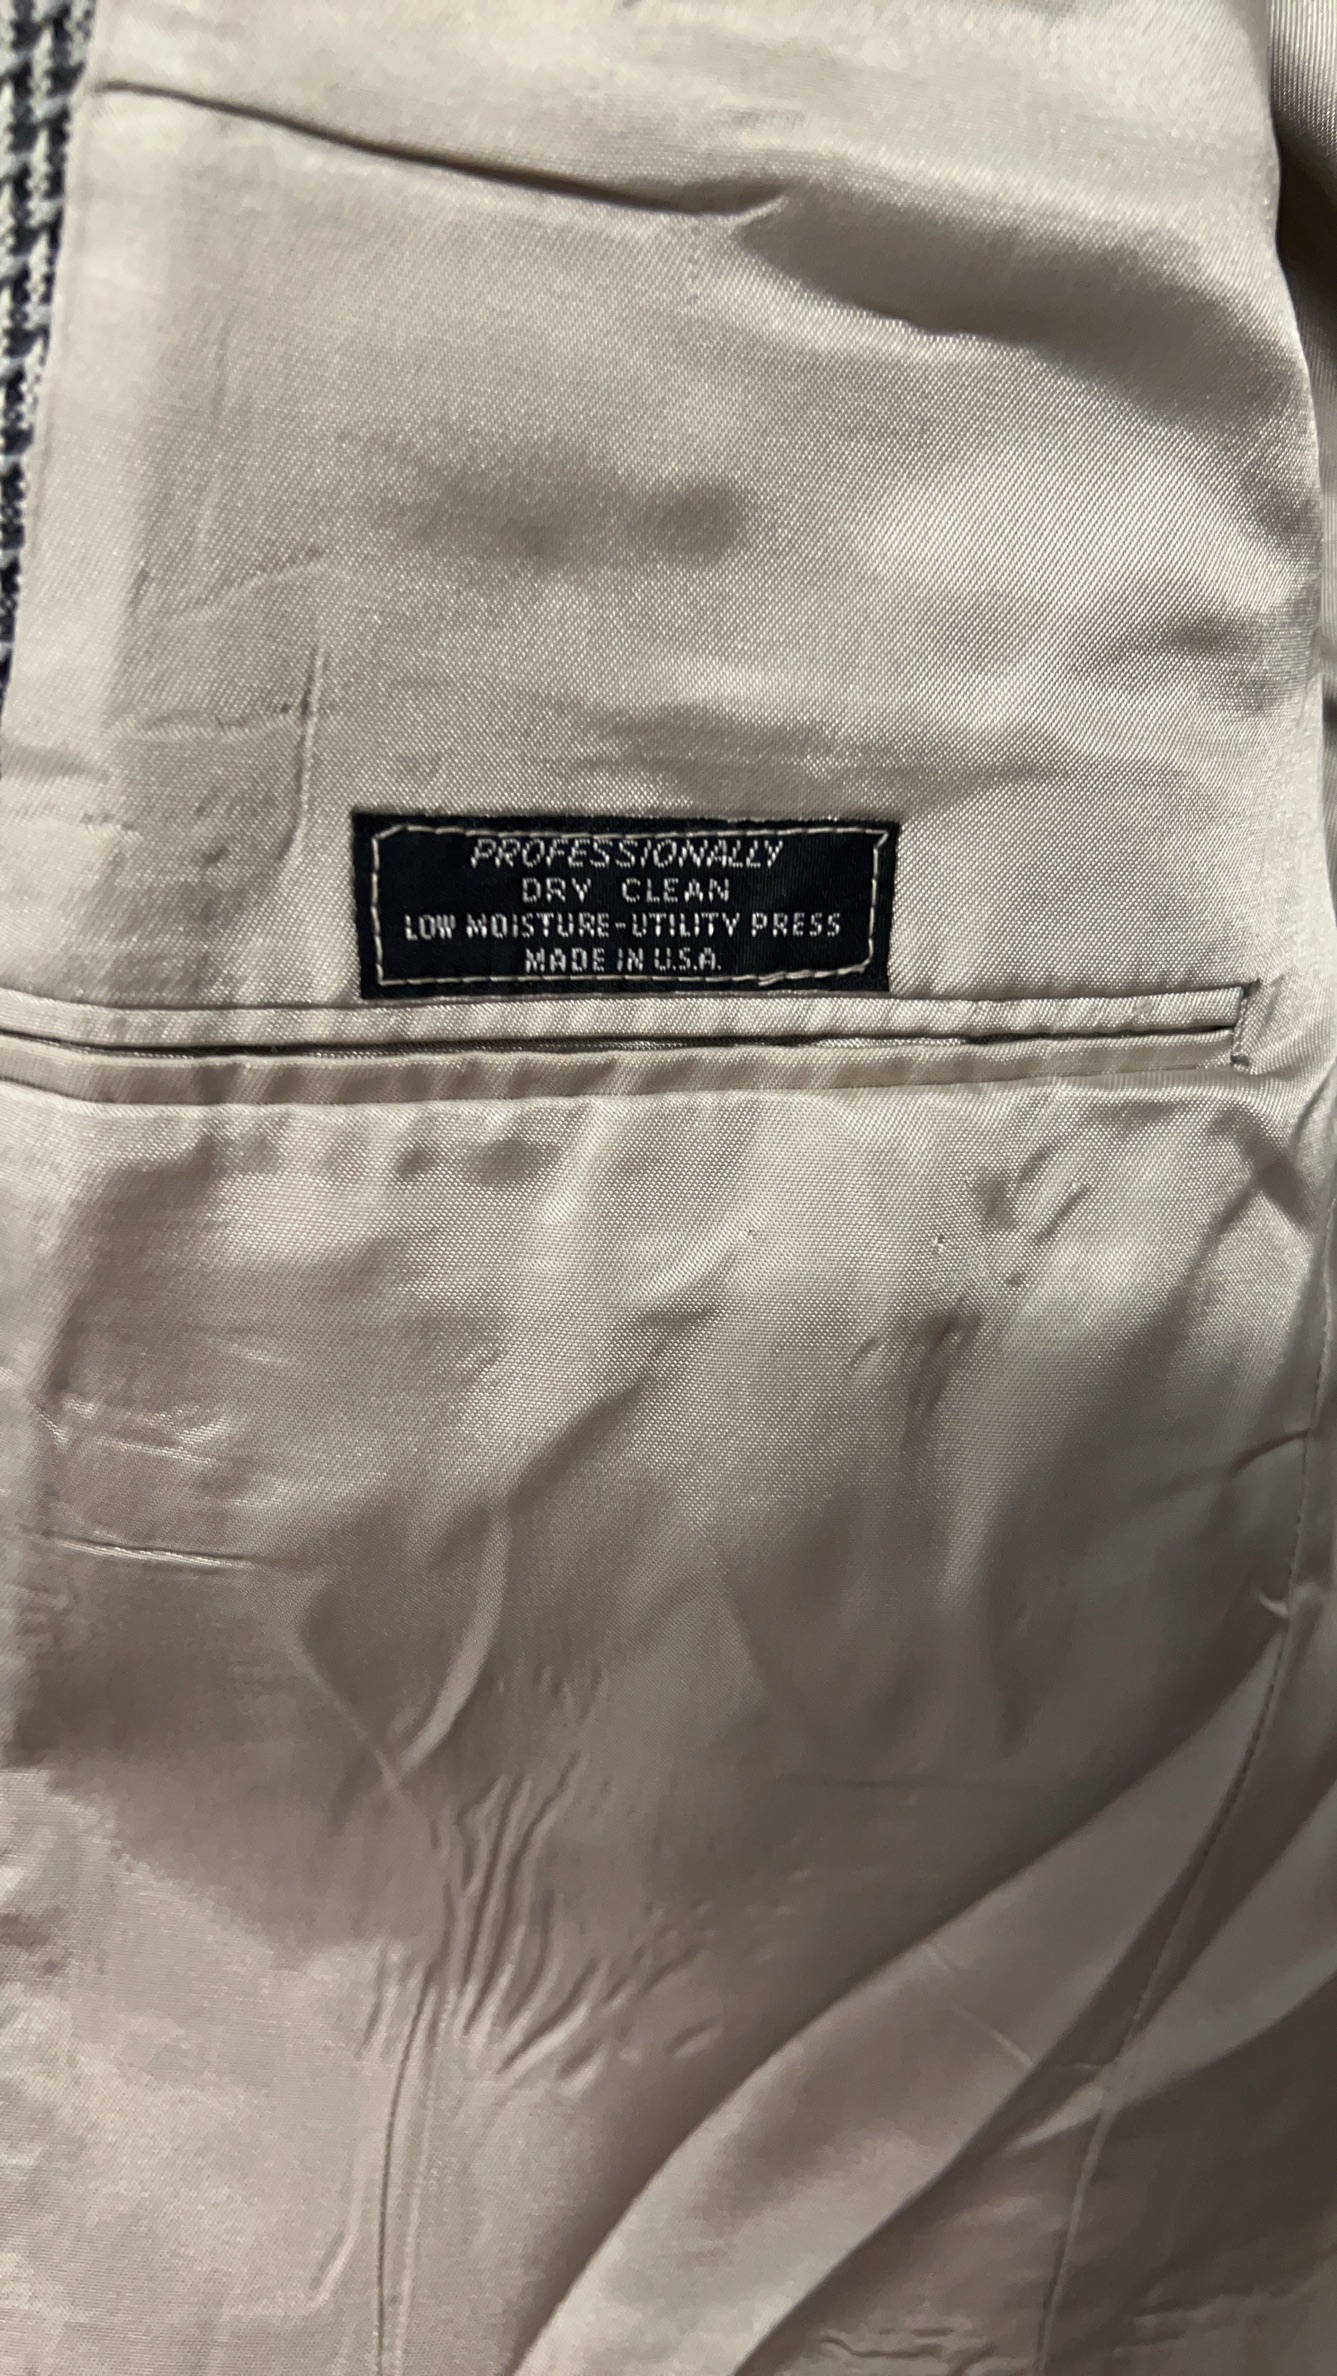 PROFESSIONALLY
DRY CLEAN
LOW MOISTURE-UTILITY PRESS
MADE IN U.S.A.